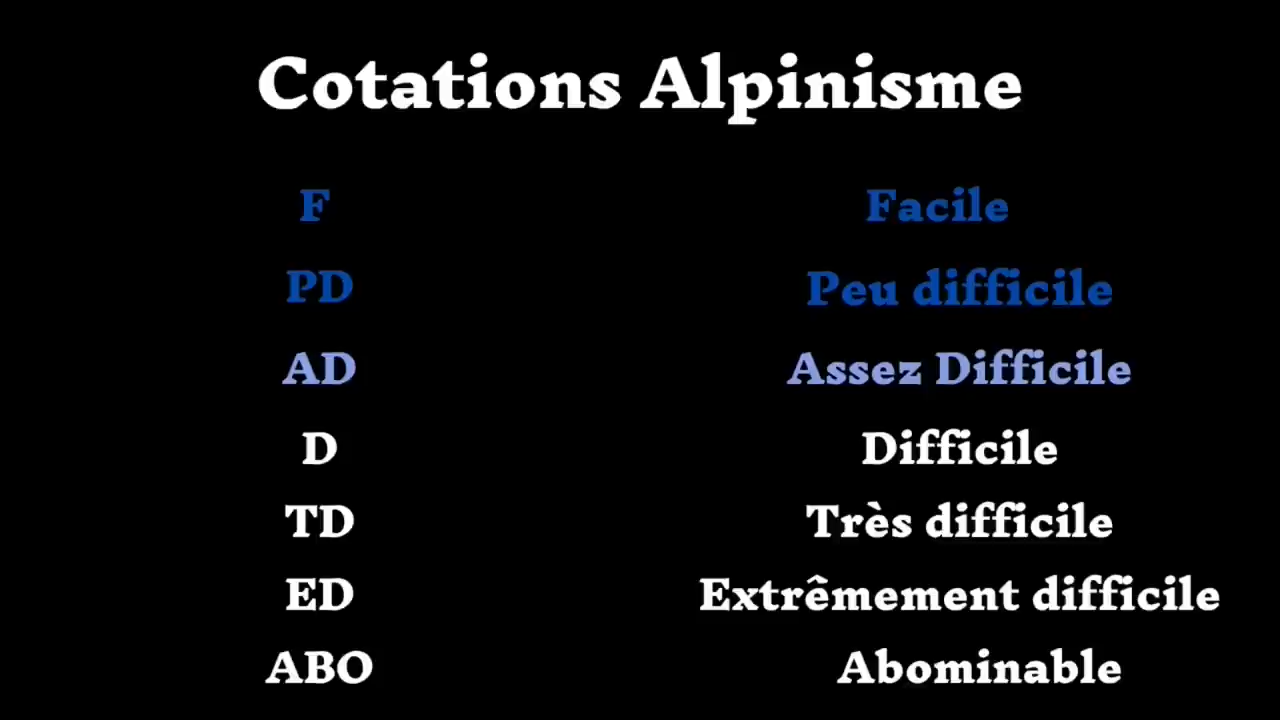 Cotations Alpinisme
F Facile
PD Peu difficile
AD Assez Difficile
D Difficile
TD Très difficile
ED Extrêmement difficile
ABO Abominable